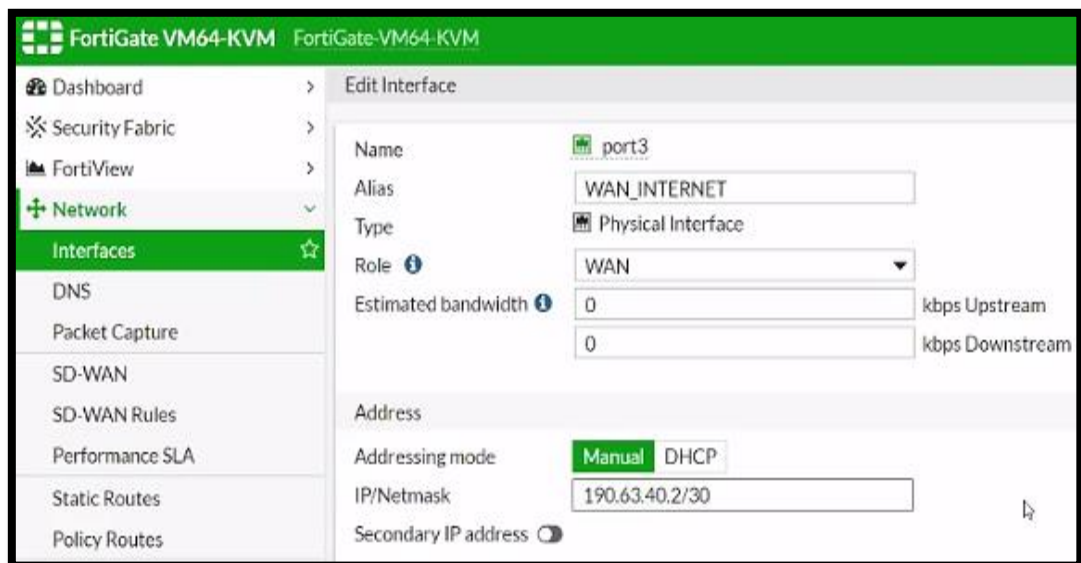 FortiGate VM64-KVM FortiGate-VM64-KVM
Dashboard
Security Fabric
FortiView
Network
Interfaces
DNS
Packet Capture
SD-WAN
SD-WAN Rules
Performance SLA
Static Routes
Policy Routes
Edit Interface
Name port3
Alias WAN_INTERNET
Type Physical Interface
Role WAN
Estimated bandwidth 0 kbps Upstream
0 kbps Downstream
Address
Addressing mode Manual DHCP
IP/Netmask 190.63.40.2/30
Secondary IP address